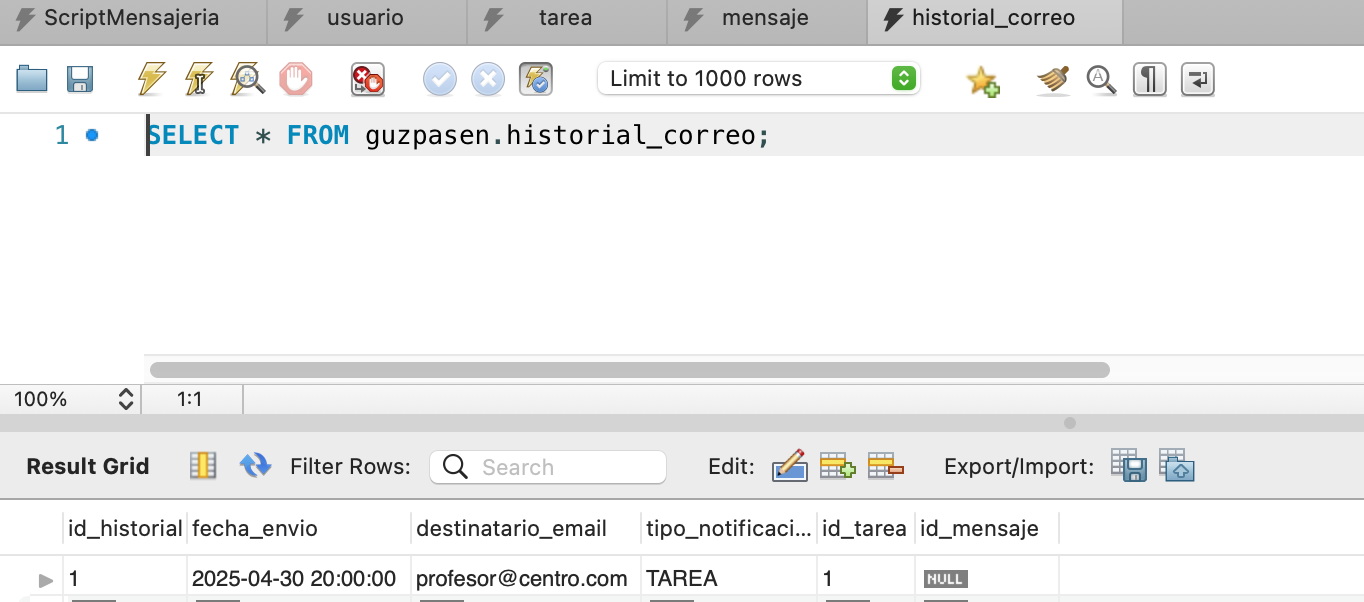 ScriptMensajeria usuario tarea mensaje historial_correo
Limit to 1000 rows
1 SELECT * FROM guzpasen.historial_correo;
100% 1:1
Result Grid Filter Rows: Search Edit: Export/Import:
id_historial fecha_envio destinatario_email tipo_notificaci... id_tarea id_mensaje
1 2025-04-30 20:00:00 profesor@centro.com TAREA 1 NULL